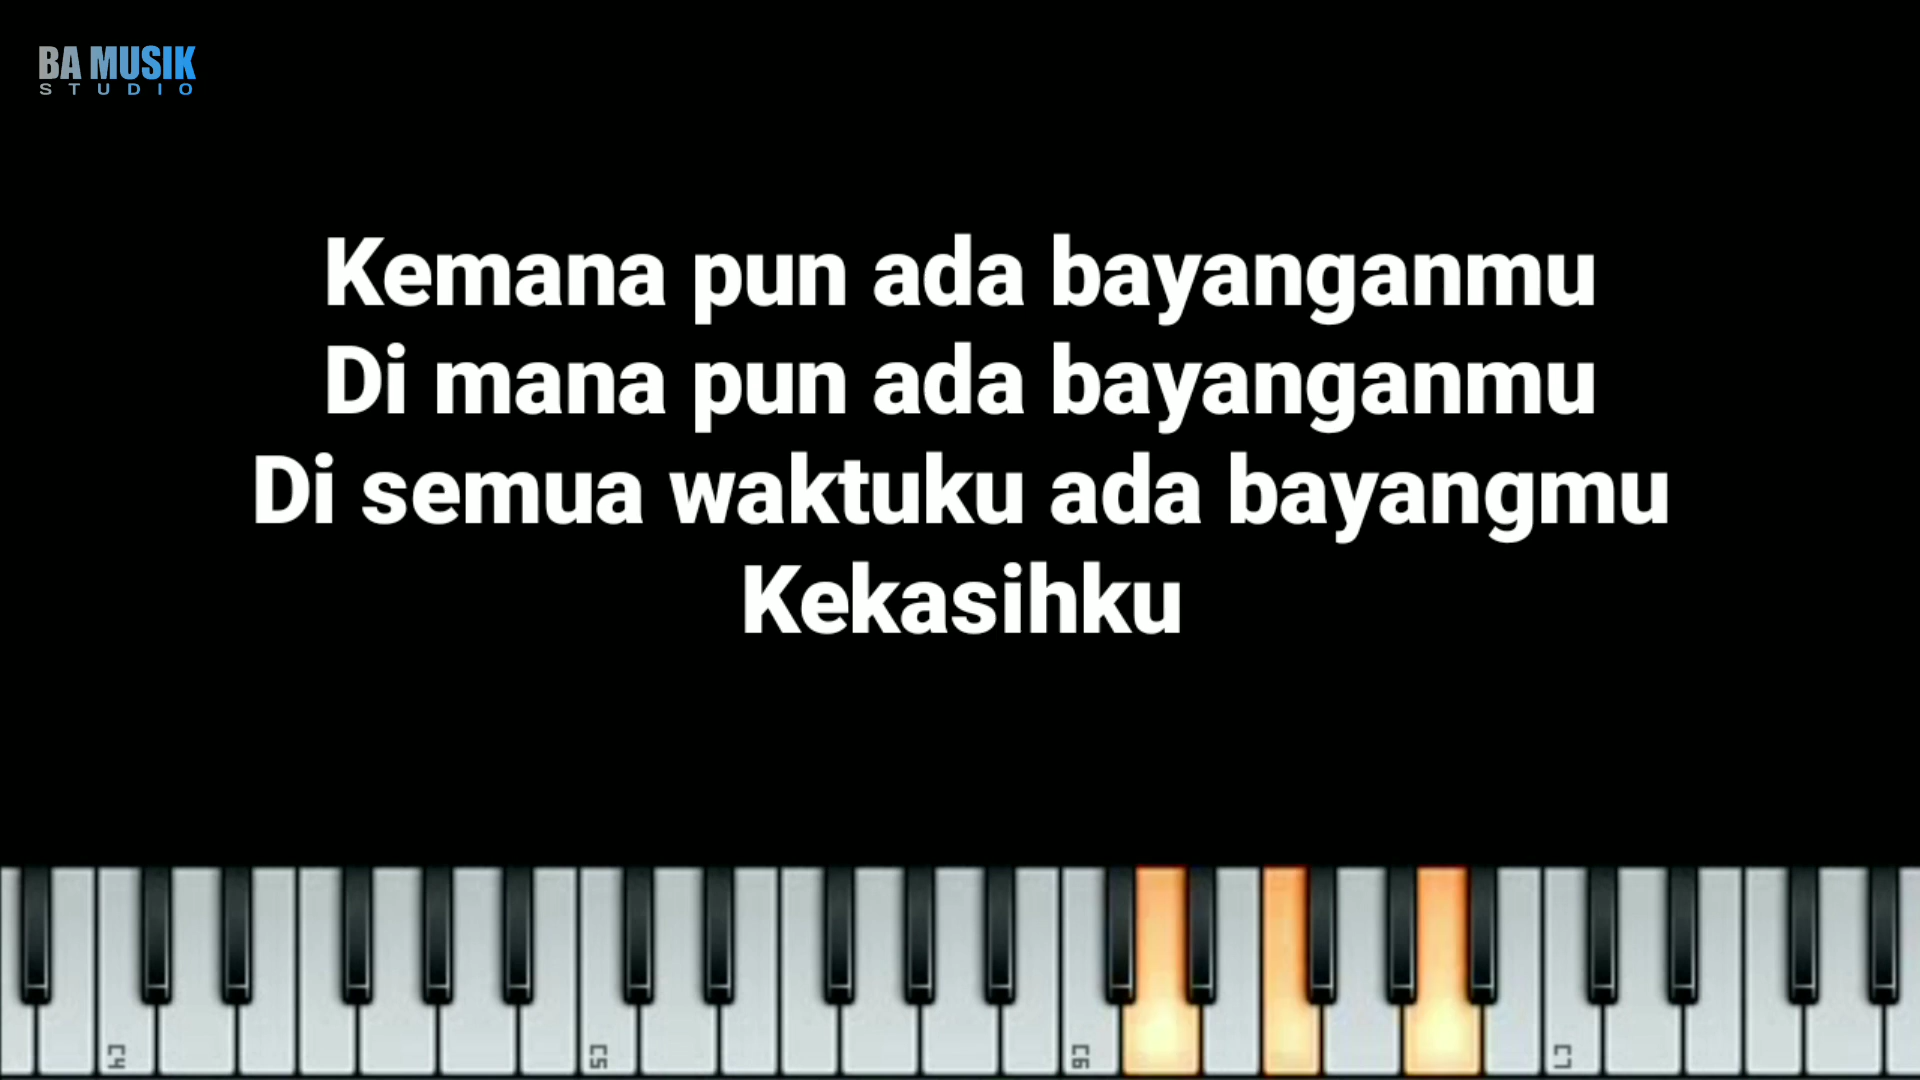 BA MUSIK
STUDIO
Kemana pun ada bayanganmu
Di mana pun ada bayanganmu
Di semua waktuku ada bayangmu
Kekasihku
C4
C5
C6
C7